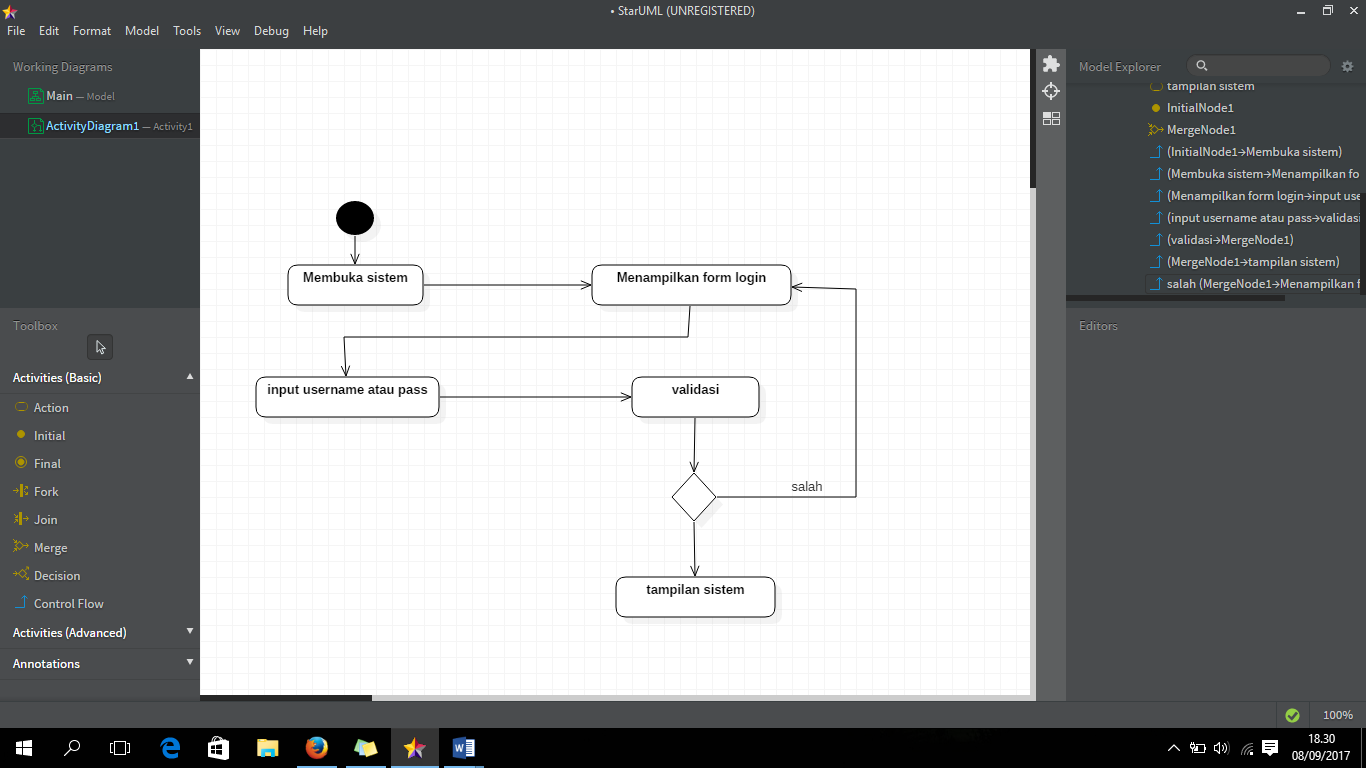 • StarUML (UNREGISTERED)
File Edit Format Model Tools View Debug Help
Working Diagrams
Main — Model
ActivityDiagram1 — Activity1
Toolbox
Activities (Basic)
Action
Initial
Final
Fork
Join
Merge
Decision
Control Flow
Activities (Advanced)
Annotations
Membuka sistem
Menampilkan form login
input username atau pass
validasi
salah
tampilan sistem
Model Explorer
tampilan sistem
InitialNode1
MergeNode1
(InitialNode1→Membuka sistem)
(Membuka sistem→Menampilkan fo
(Menampilkan form login→input use
(input username atau pass→validasi
(validasi→MergeNode1)
(MergeNode1→tampilan sistem)
salah (MergeNode1→Menampilkan f
Editors
100%
18.30
08/09/2017